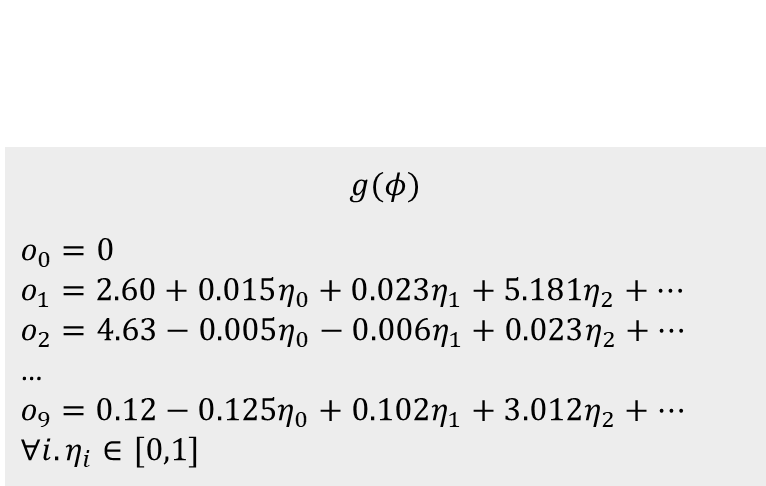 g(ϕ)
o₀ = 0
o₁ = 2.60 + 0.015η₀ + 0.023η₁ + 5.181η₂ + ⋯
o₂ = 4.63 − 0.005η₀ − 0.006η₁ + 0.023η₂ + ⋯
...
o₉ = 0.12 − 0.125η₀ + 0.102η₁ + 3.012η₂ + ⋯
∀i. ηᵢ ∈ [0,1]